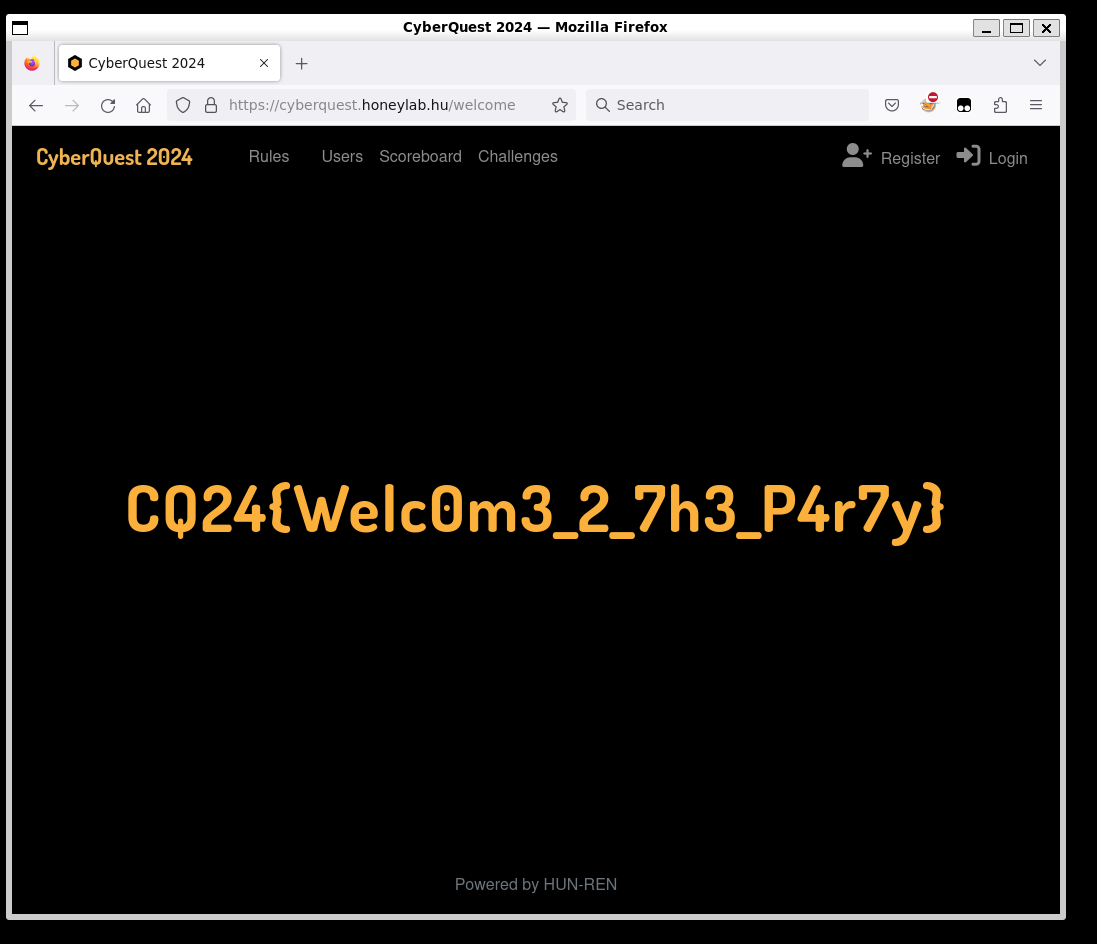 CyberQuest 2024 — Mozilla Firefox
CyberQuest 2024
https://cyberquest.honeylab.hu/welcome Search
CyberQuest 2024 Rules Users Scoreboard Challenges Register Login
CQ24{Welc0m3_2_7h3_P4r7y}
Powered by HUN-REN